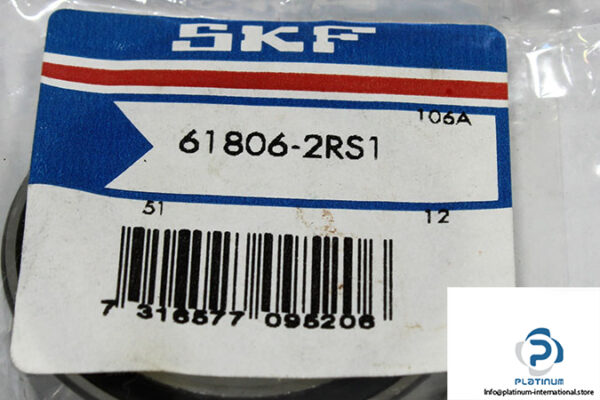 SKF
106A
61806-2RS1
51 12
7 316577 095206
PLATINUM
Info@platinum-international.store